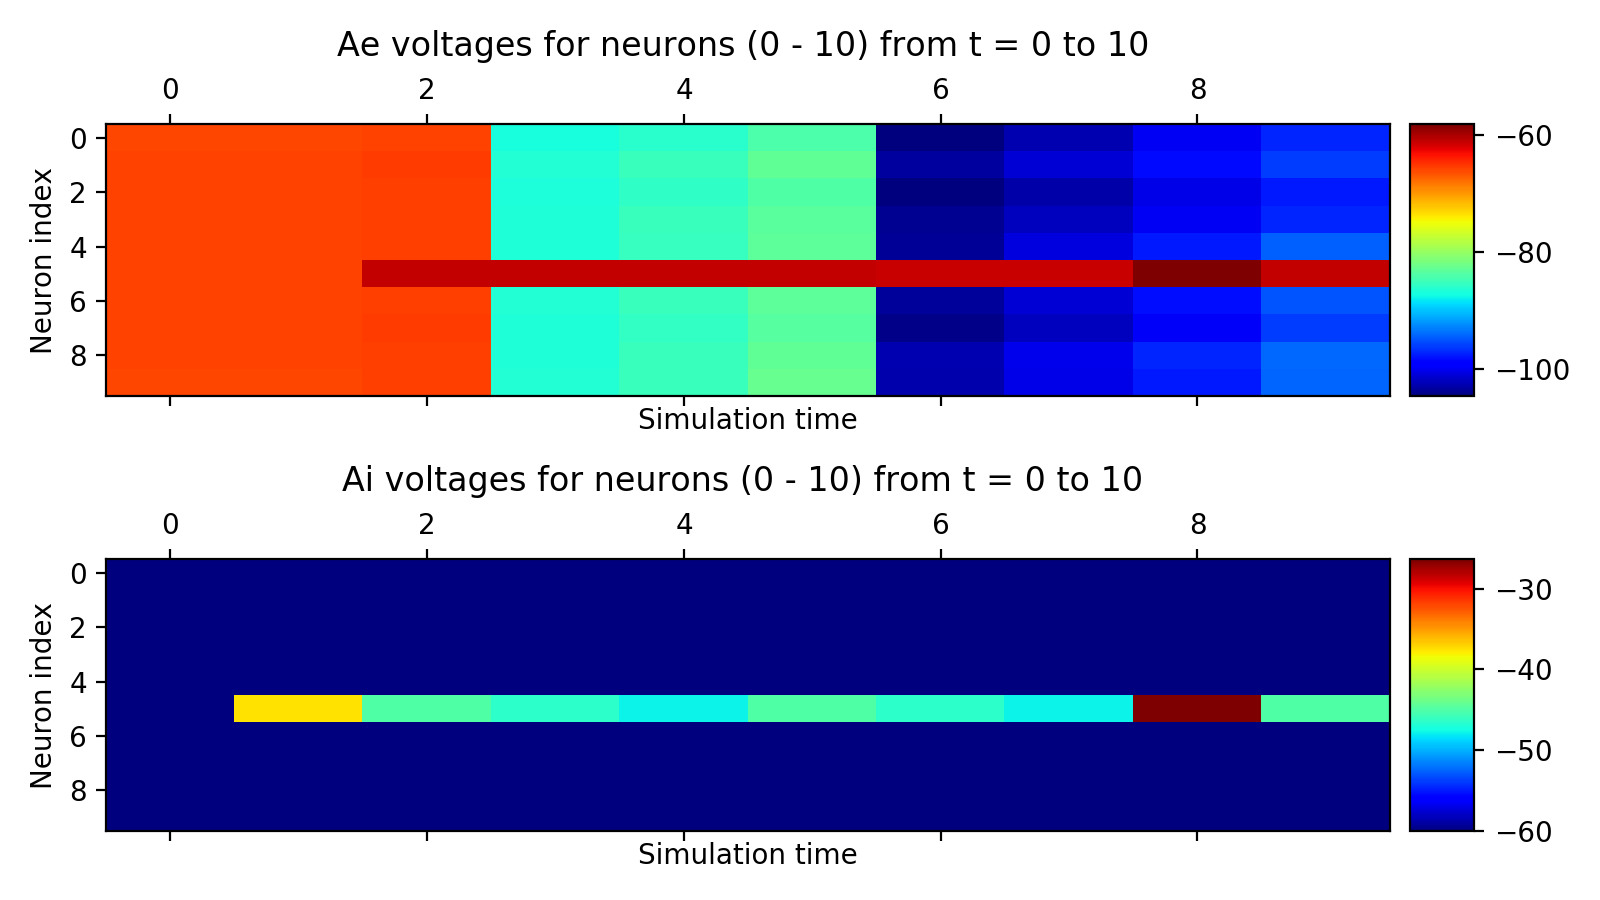 Ae voltages for neurons (0 - 10) from t = 0 to 10
0 2 4 6 8
Neuron index
0
2
4
6
8
Simulation time
−60
−80
−100
Ai voltages for neurons (0 - 10) from t = 0 to 10
0 2 4 6 8
Neuron index
0
2
4
6
8
Simulation time
−30
−40
−50
−60